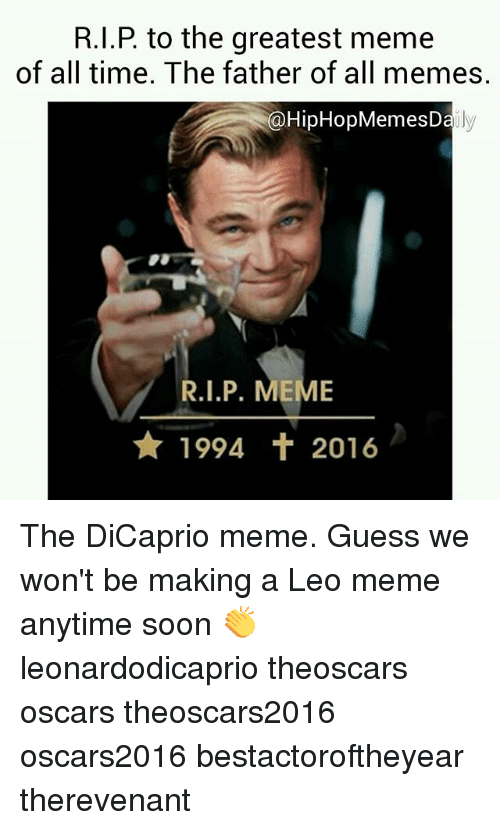 R.I.P. to the greatest meme
of all time. The father of all memes.
@HipHopMemesDaily
R.I.P. MEME
★ 1994 ✝ 2016
The DiCaprio meme. Guess we
won't be making a Leo meme
anytime soon 👏
leonardodicaprio theoscars
oscars theoscars2016
oscars2016 bestactoroftheyear
therevenant